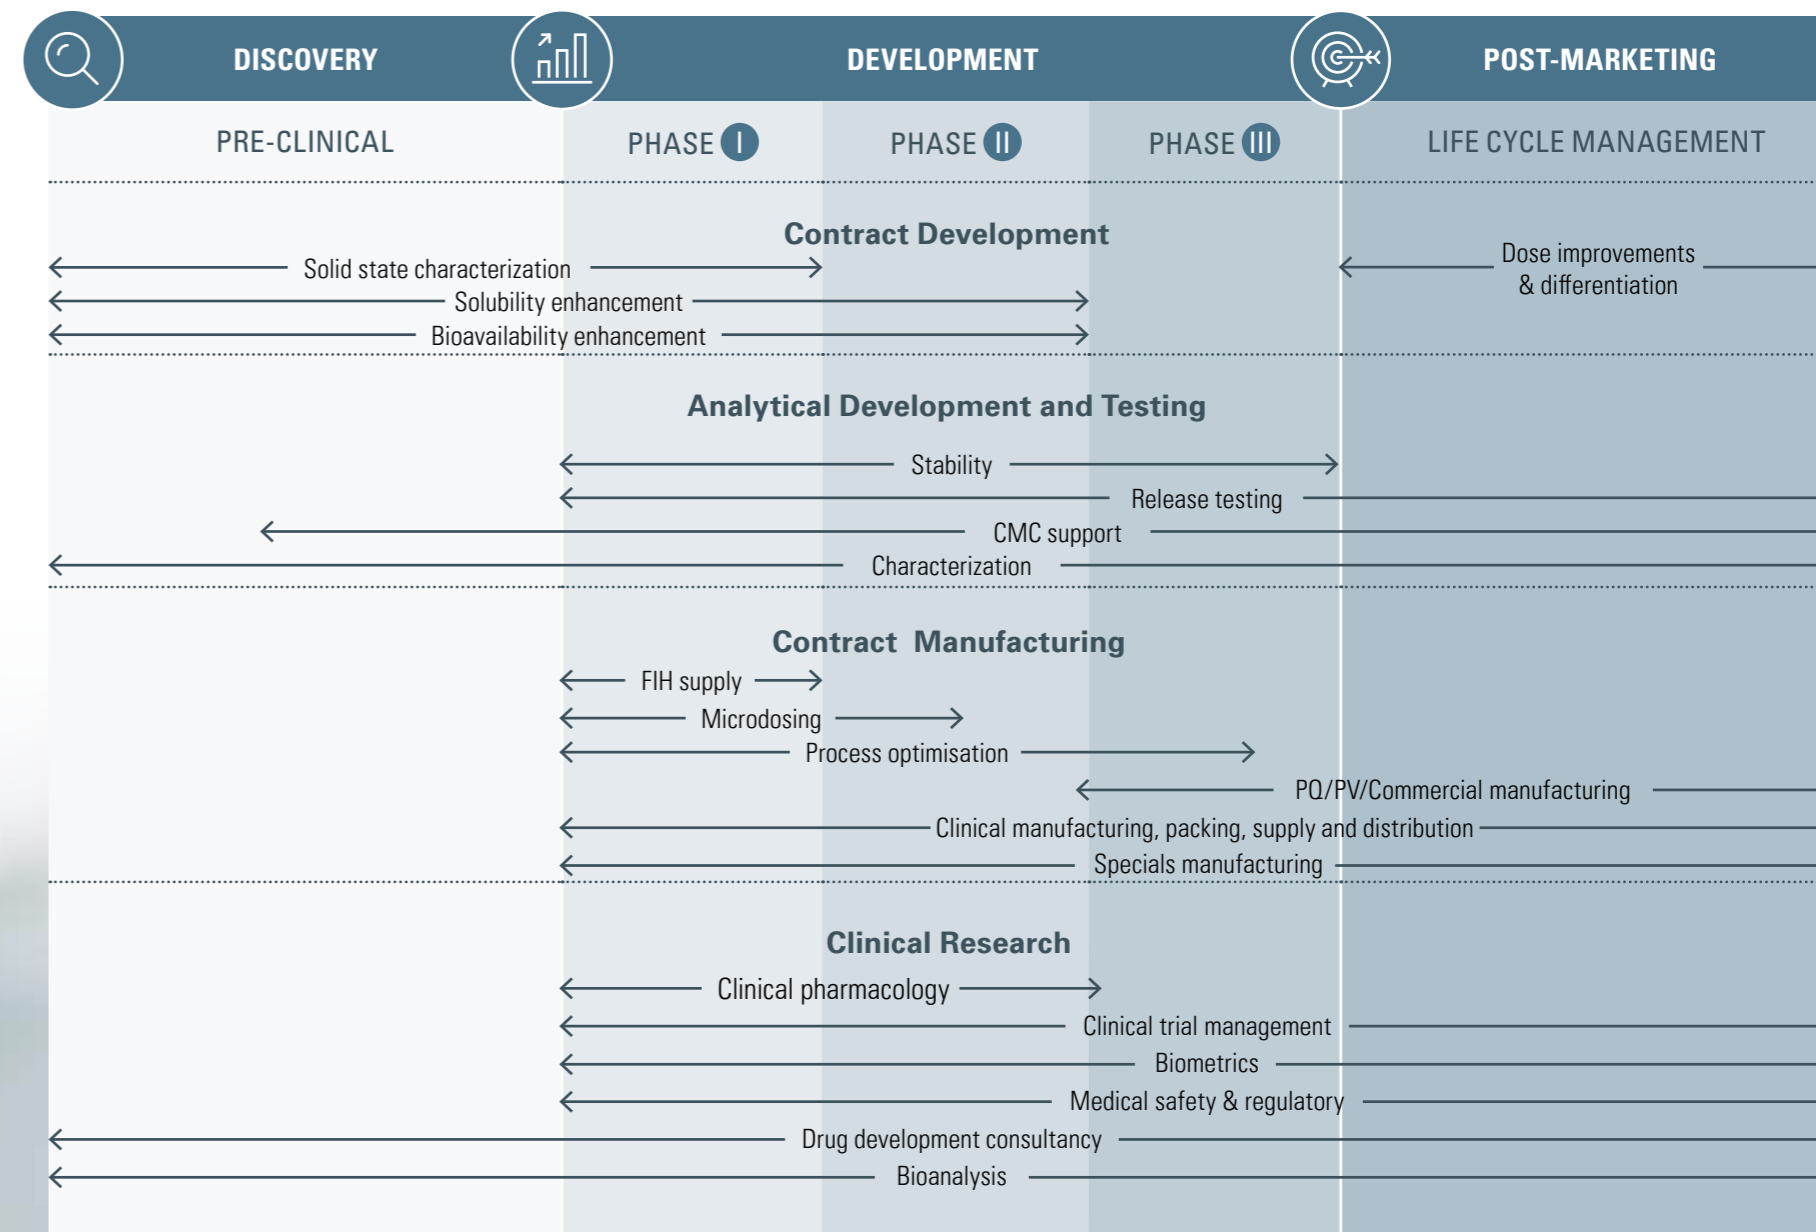 DISCOVERY
DEVELOPMENT
POST-MARKETING
PRE-CLINICAL
PHASE I
PHASE II
PHASE III
LIFE CYCLE MANAGEMENT
Contract Development
Solid state characterization
Dose improvements
& differentiation
Solubility enhancement
Bioavailability enhancement
Analytical Development and Testing
Stability
Release testing
CMC support
Characterization
Contract Manufacturing
FIH supply
Microdosing
Process optimisation
PQ/PV/Commercial manufacturing
Clinical manufacturing, packing, supply and distribution
Specials manufacturing
Clinical Research
Clinical pharmacology
Clinical trial management
Biometrics
Medical safety & regulatory
Drug development consultancy
Bioanalysis